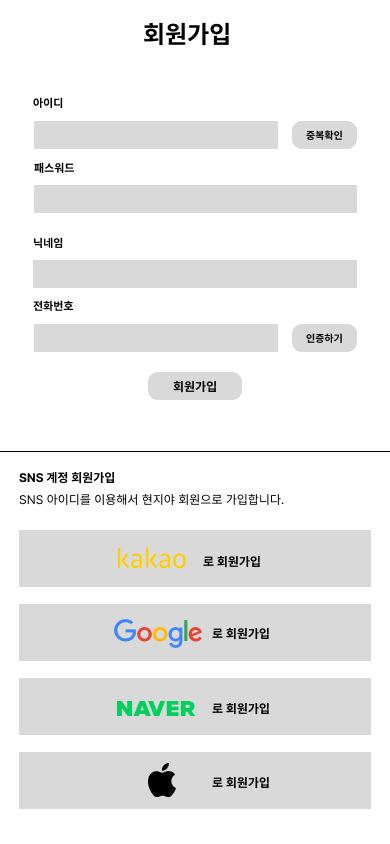 회원가입
아이디
중복확인
패스워드
닉네임
전화번호
인증하기
회원가입
SNS 계정 회원가입
SNS 아이디를 이용해서 현지야 회원으로 가입합니다.
kakao 로 회원가입
Google 로 회원가입
NAVER 로 회원가입
로 회원가입